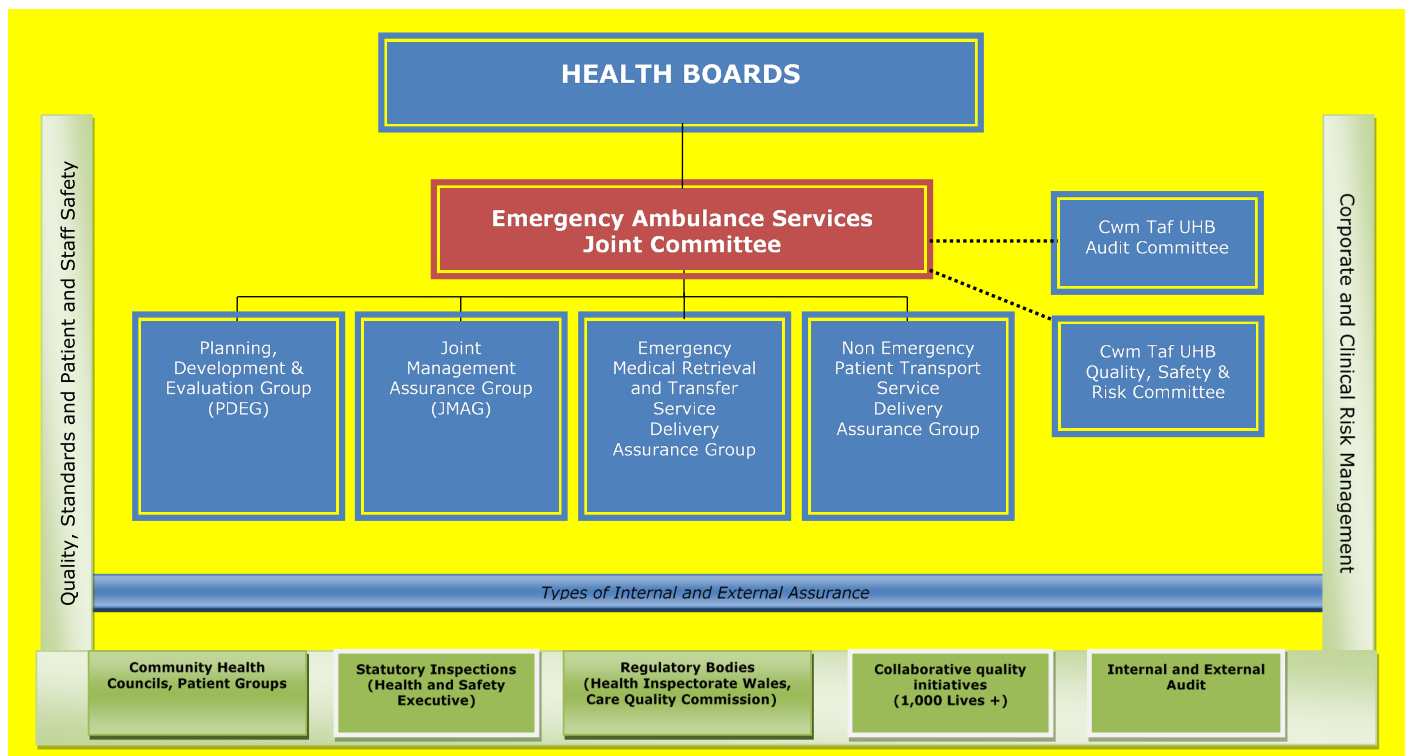 HEALTH BOARDS
Quality, Standards and Patient and Staff Safety
Emergency Ambulance Services
Joint Committee
Cwm Taf UHB
Audit Committee
Corporate and Clinical Risk Management
Planning,
Development &
Evaluation Group
(PDEG)
Joint
Management
Assurance Group
(JMAG)
Emergency
Medical Retrieval
and Transfer
Service
Delivery
Assurance Group
Non Emergency
Patient Transport
Service
Delivery
Assurance Group
Cwm Taf UHB
Quality, Safety &
Risk Committee
Types of Internal and External Assurance
Community Health
Councils, Patient Groups
Statutory Inspections
(Health and Safety
Executive)
Regulatory Bodies
(Health Inspectorate Wales,
Care Quality Commission)
Collaborative quality
initiatives
(1,000 Lives +)
Internal and External
Audit